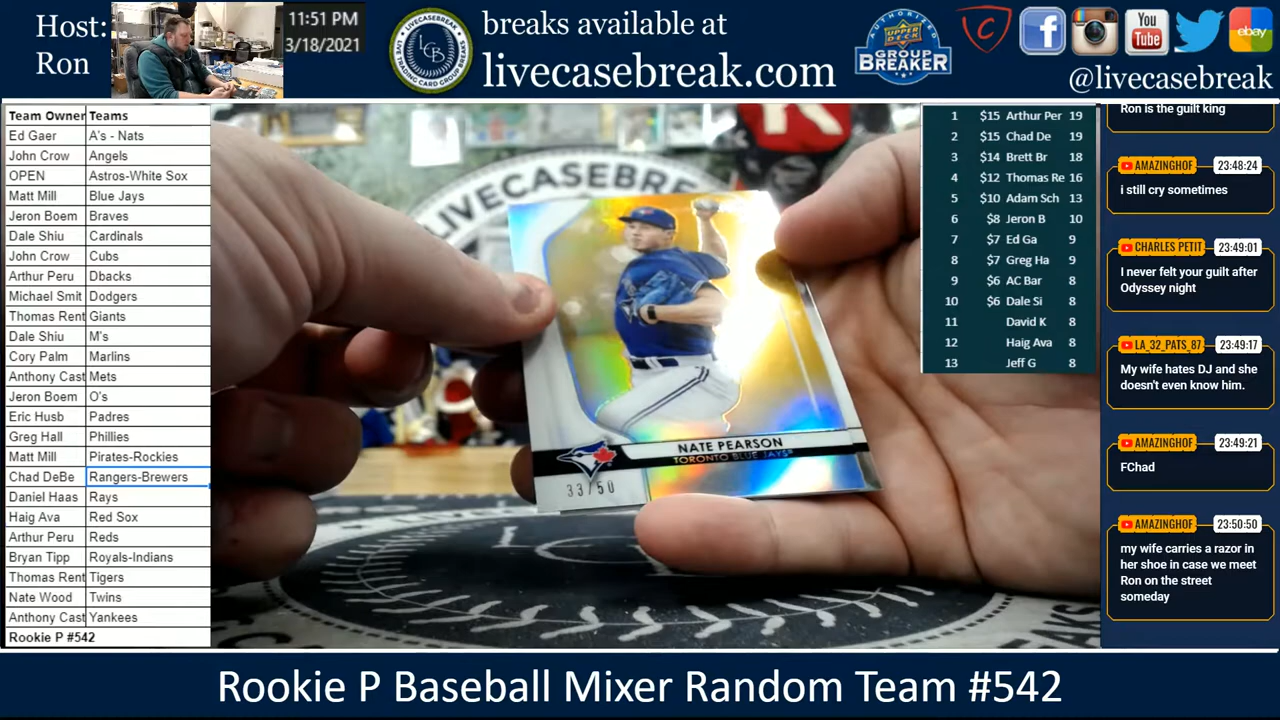 Host:
Ron
11:51 PM
3/18/2021
LIVECASEBREAK
LCB
TRADING CARD GROUP BREAKS
breaks available at
livecasebreak.com
AUTHORIZED
UPPER DECK
GROUP
BREAKER
You
Tube
ebay
@livecasebreak
Team Owner Teams
Ed Gaer A's - Nats
John Crow Angels
OPEN Astros-White Sox
Matt Mill Blue Jays
Jeron Boem Braves
Dale Shiu Cardinals
John Crow Cubs
Arthur Peru Dbacks
Michael Smit Dodgers
Thomas Rent Giants
Dale Shiu M's
Cory Palm Marlins
Anthony Cast Mets
Jeron Boem O's
Eric Husb Padres
Greg Hall Phillies
Matt Mill Pirates-Rockies
Chad DeBe Rangers-Brewers
Daniel Haas Rays
Haig Ava Red Sox
Arthur Peru Reds
Bryan Tipp Royals-Indians
Thomas Rent Tigers
Nate Wood Twins
Anthony Cast Yankees
Rookie P #542
LIVECASEBREAK
NATE PEARSON
TORONTO BLUE JAYS
33/50
1 $15 Arthur Per 19
2 $15 Chad De 19
3 $14 Brett Br 18
4 $12 Thomas Re 16
5 $10 Adam Sch 13
6 $8 Jeron B 10
7 $7 Ed Ga 9
8 $7 Greg Ha 9
9 $6 AC Bar 8
10 $6 Dale Si 8
11 David K 8
12 Haig Ava 8
13 Jeff G 8
Ron is the guilt king
AMAZINGHOF 23:48:24
i still cry sometimes
CHARLES PETIT 23:49:01
I never felt your guilt after
Odyssey night
LA_32_PATS_87 23:49:17
My wife hates DJ and she
doesn't even know him.
AMAZINGHOF 23:49:21
FChad
AMAZINGHOF 23:50:50
my wife carries a razor in
her shoe in case we meet
Ron on the street
someday
Rookie P Baseball Mixer Random Team #542